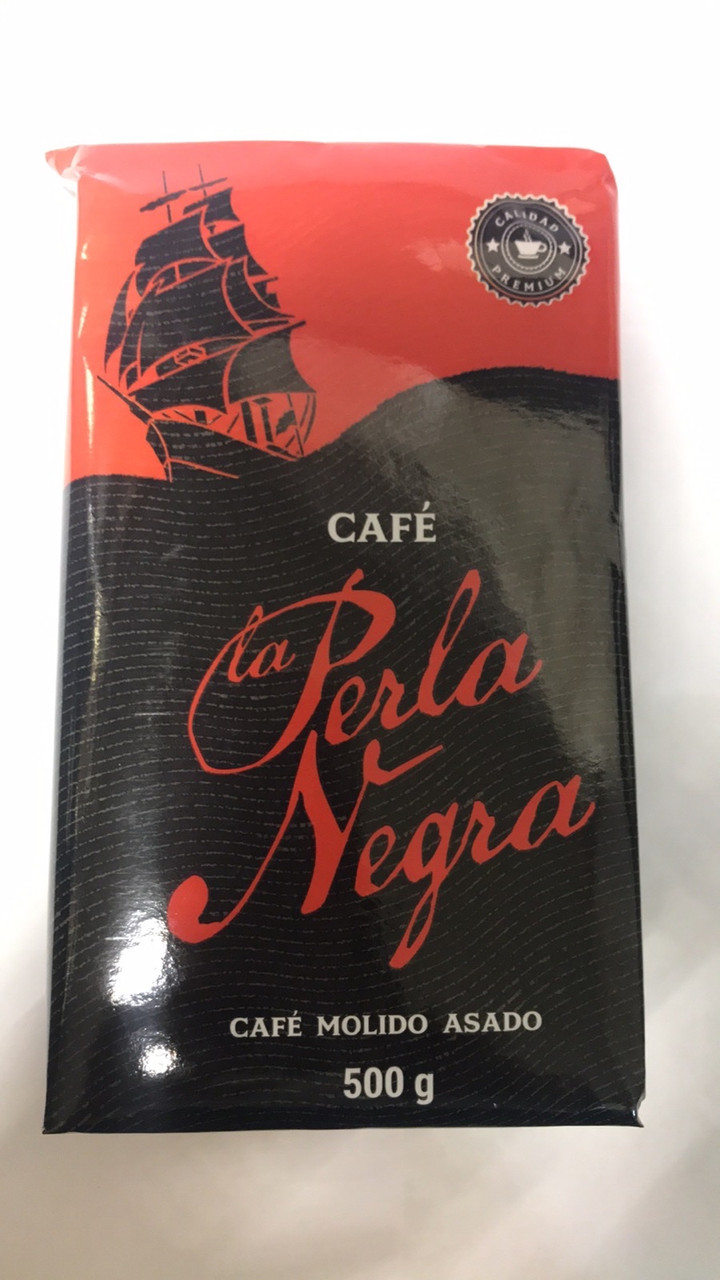 CALIDAD
PREMIUM
CAFÉ
la Perla
Negra
CAFÉ MOLIDO ASADO
500 g